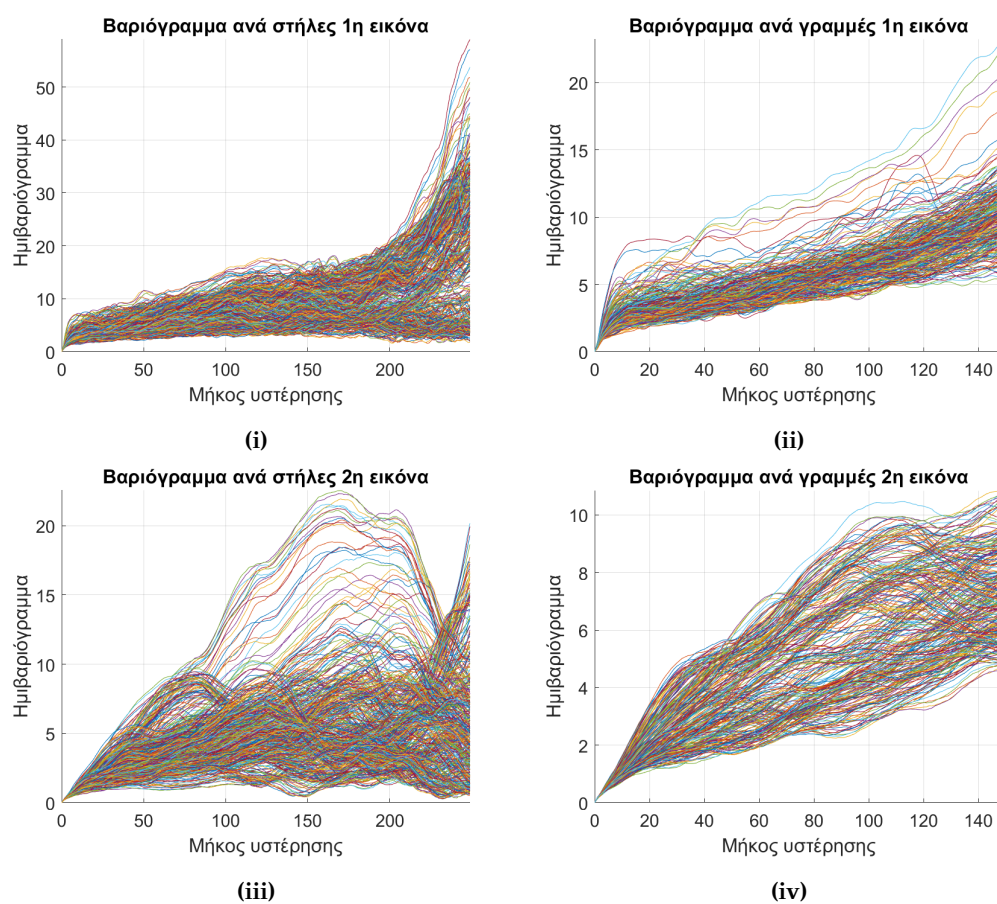 Βαριόγραμμα ανά στήλες 1η εικόνα
Ημιβαριόγραμμα
50
40
30
20
10
0
0 50 100 150 200
Μήκος υστέρησης
(i)
Βαριόγραμμα ανά γραμμές 1η εικόνα
Ημιβαριόγραμμα
20
15
10
5
0
0 20 40 60 80 100 120 140
Μήκος υστέρησης
(ii)
Βαριόγραμμα ανά στήλες 2η εικόνα
Ημιβαριόγραμμα
20
15
10
5
0
0 50 100 150 200
Μήκος υστέρησης
(iii)
Βαριόγραμμα ανά γραμμές 2η εικόνα
Ημιβαριόγραμμα
10
8
6
4
2
0
0 20 40 60 80 100 120 140
Μήκος υστέρησης
(iv)